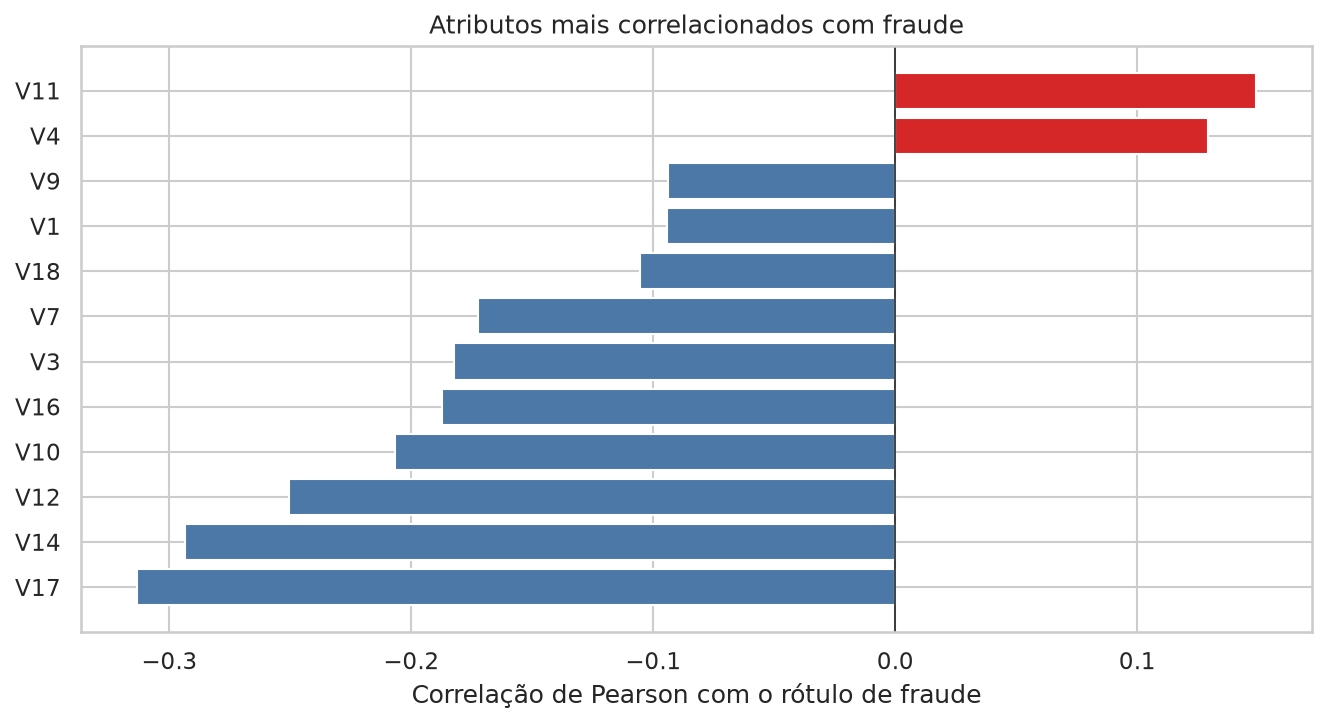 Atributos mais correlacionados com fraude
V11
V4
V9
V1
V18
V7
V3
V16
V10
V12
V14
V17
−0.3 −0.2 −0.1 0.0 0.1
Correlação de Pearson com o rótulo de fraude